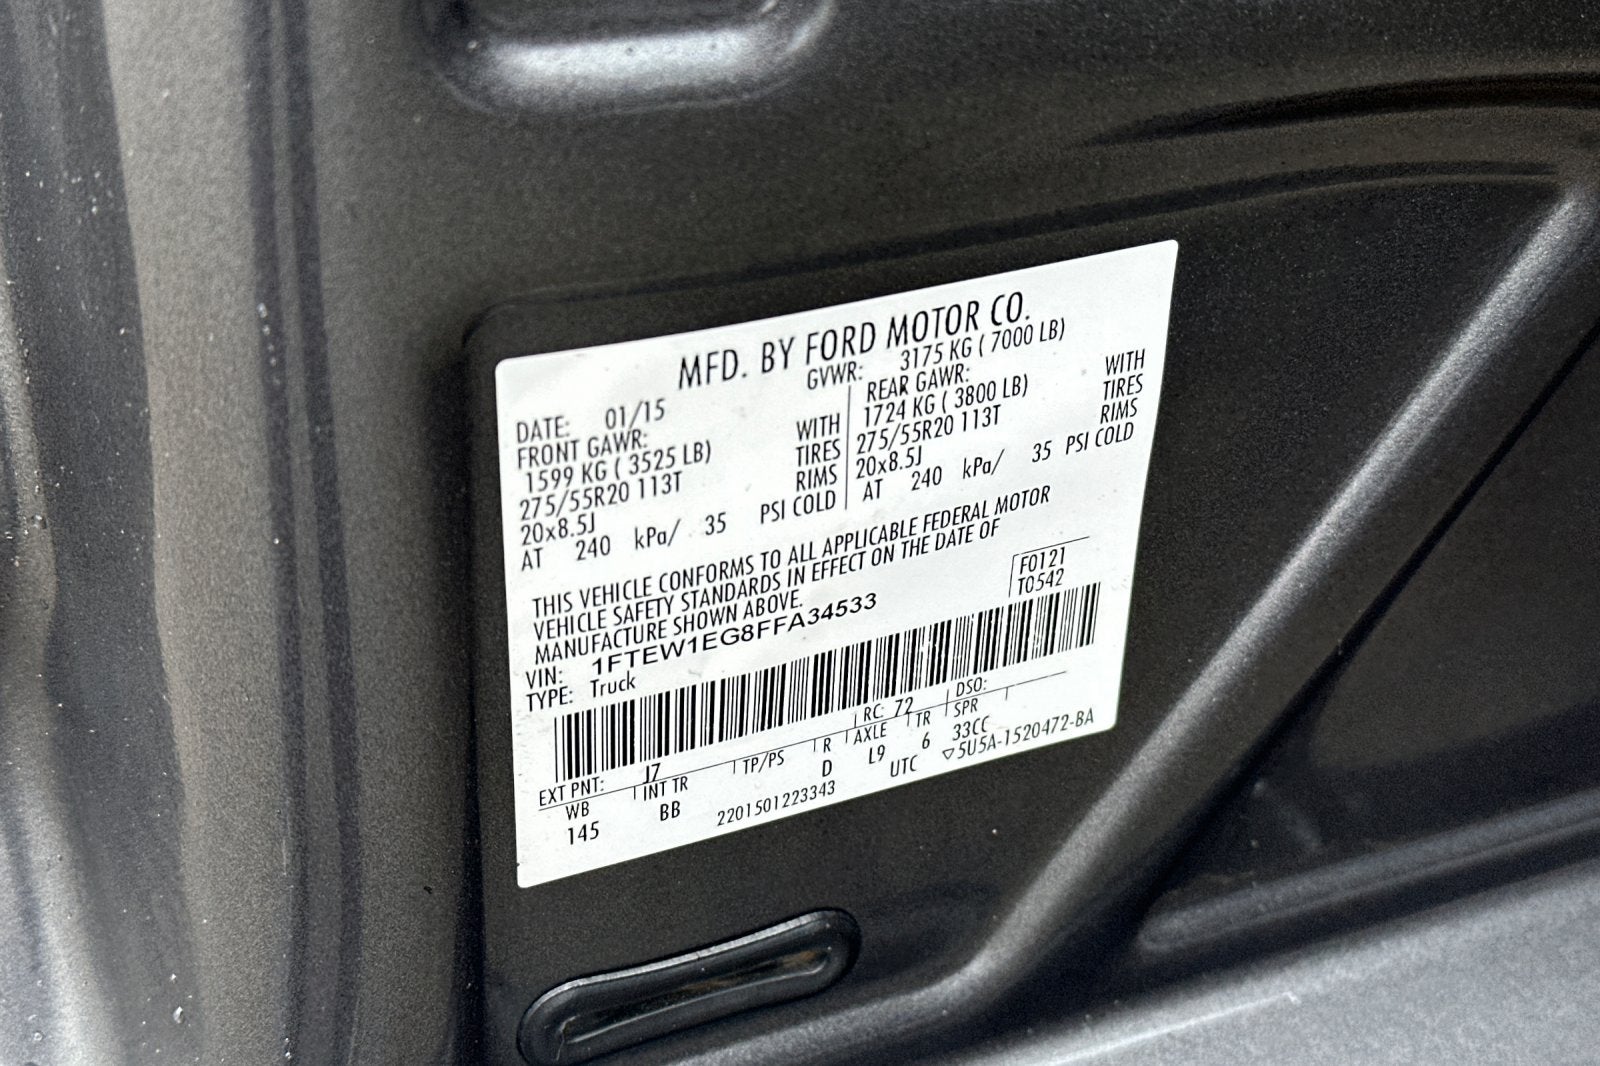 MFD. BY FORD MOTOR CO.
DATE: 01/15 GVWR: 3175 KG ( 7000 LB)
FRONT GAWR: REAR GAWR:
1599 KG ( 3525 LB) WITH 1724 KG ( 3800 LB) WITH
275/55R20 113T TIRES 275/55R20 113T TIRES
20x8.5J RIMS 20x8.5J RIMS
AT 240 kPa/ 35 PSI COLD AT 240 kPa/ 35 PSI COLD
THIS VEHICLE CONFORMS TO ALL APPLICABLE FEDERAL MOTOR
VEHICLE SAFETY STANDARDS IN EFFECT ON THE DATE OF
MANUFACTURE SHOWN ABOVE.
F0121
T0542
VIN: 1FTEW1EG8FFA34533
TYPE: Truck
EXT PNT: J7 RC: 72 DSO:
WB INT TR TP/PS R AXLE TR SPR
145 BB D L9 6 33CC
2201501223343 UTC ▽5U5A-1520472-BA